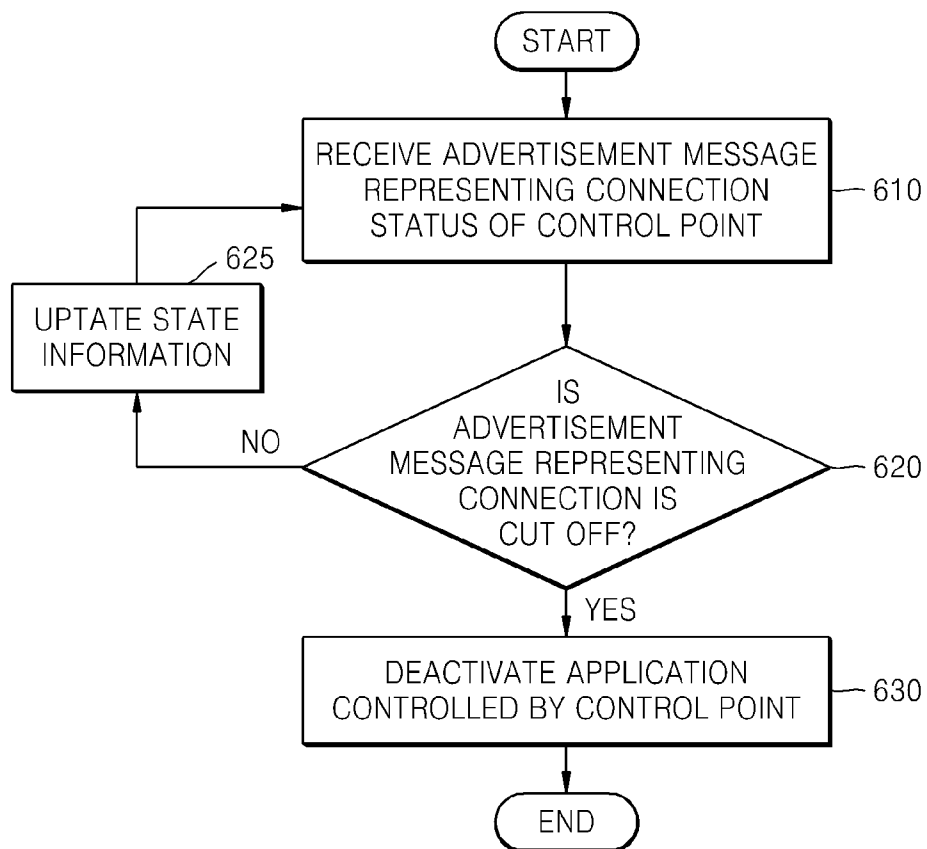 START
RECEIVE ADVERTISEMENT MESSAGE
REPRESENTING CONNECTION
STATUS OF CONTROL POINT
610
625
UPTATE STATE
INFORMATION
IS
ADVERTISEMENT
MESSAGE REPRESENTING
CONNECTION IS
CUT OFF?
620
NO
YES
DEACTIVATE APPLICATION
CONTROLLED BY CONTROL POINT
630
END